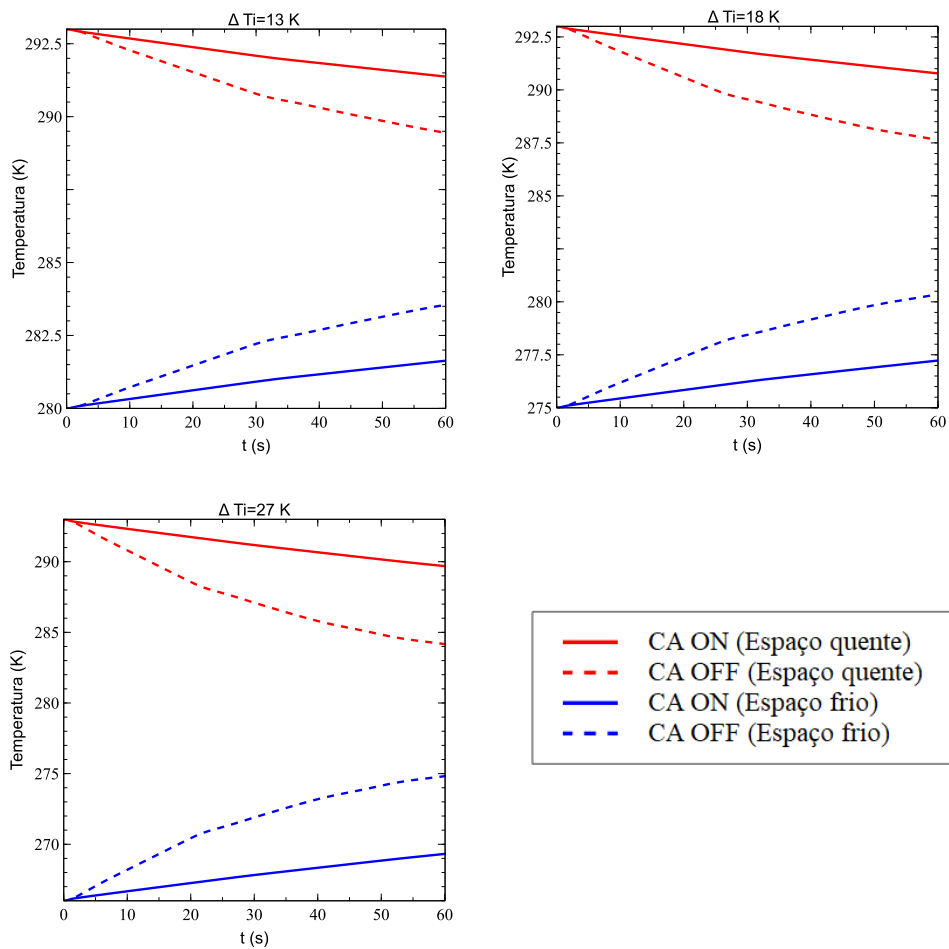 Δ Ti=13 K
Temperatura (K)
292.5
290
285
282.5
280
0 10 20 30 40 50 60
t (s)
Δ Ti=18 K
Temperatura (K)
292.5
290
287.5
285
280
277.5
275
0 10 20 30 40 50 60
t (s)
Δ Ti=27 K
Temperatura (K)
290
285
280
275
270
0 10 20 30 40 50 60
t (s)
CA ON (Espaço quente)
CA OFF (Espaço quente)
CA ON (Espaço frio)
CA OFF (Espaço frio)